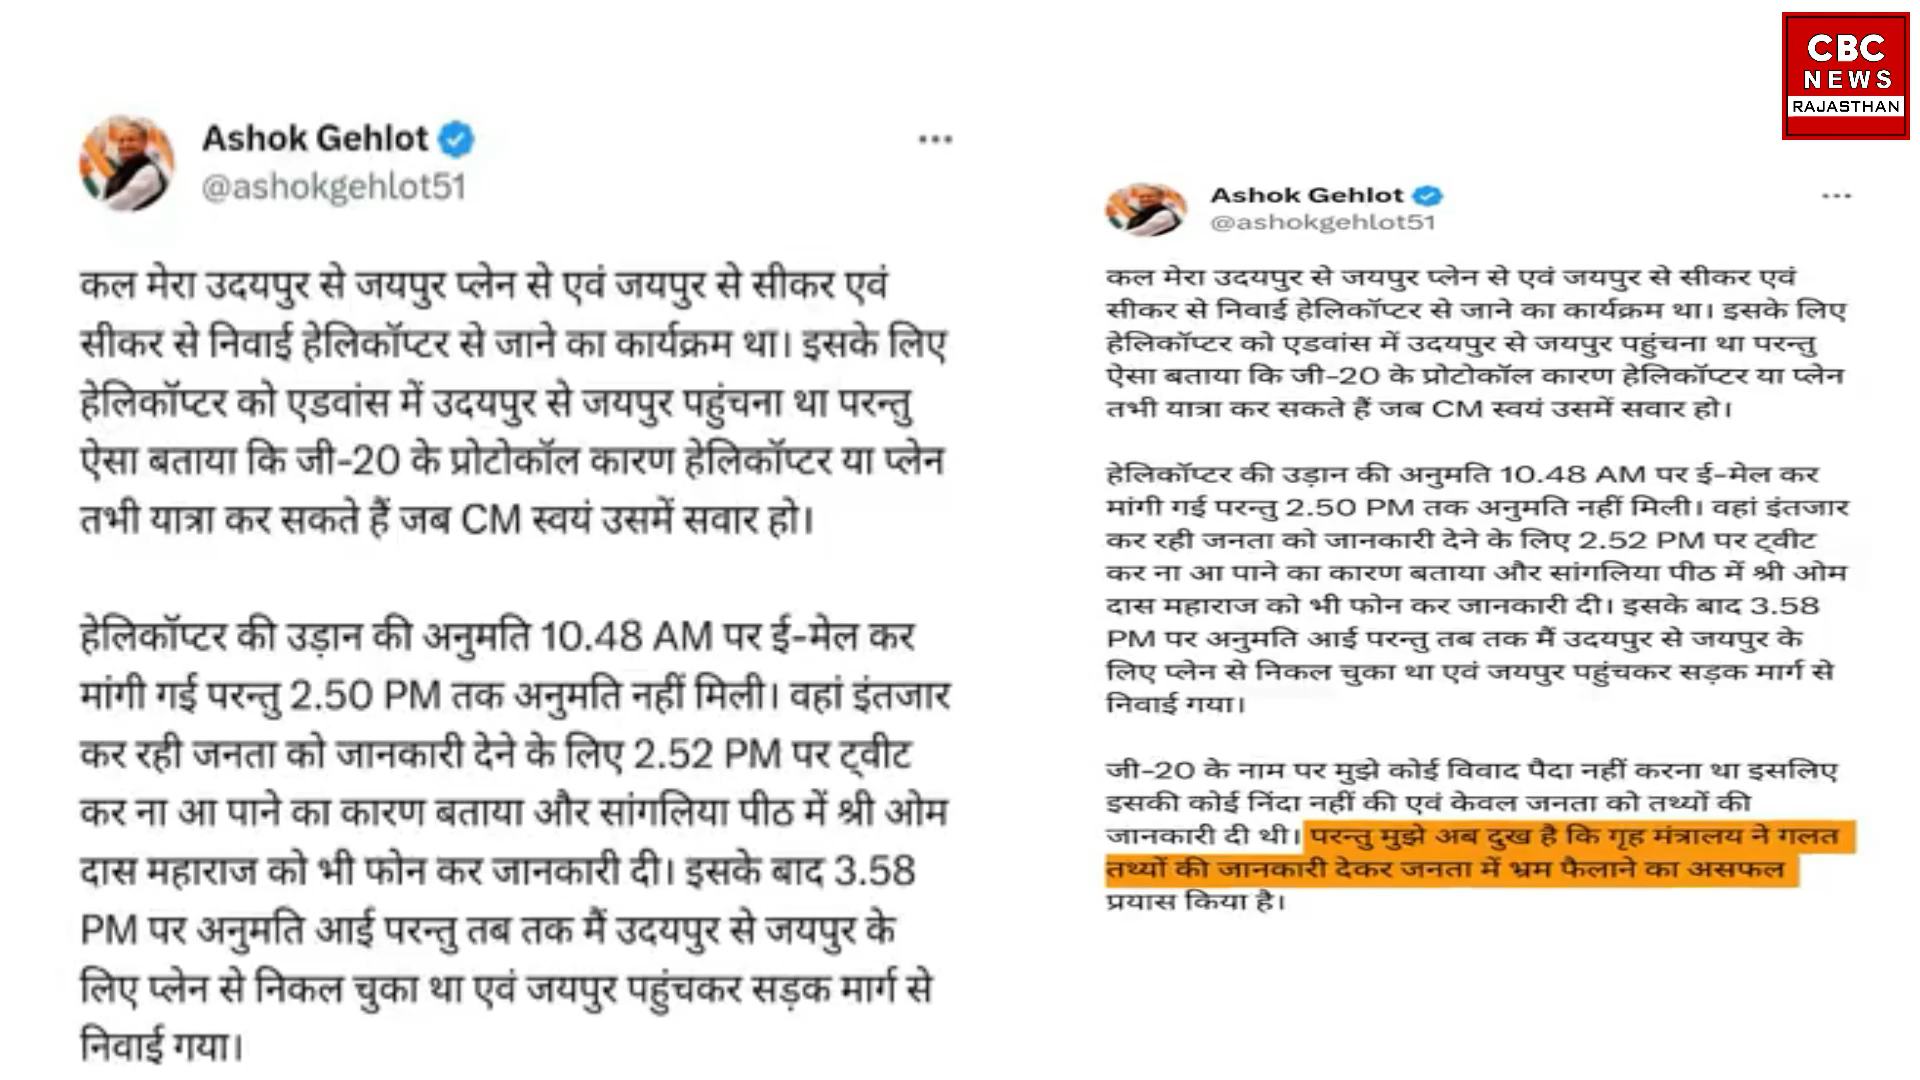 Ashok Gehlot
@ashokgehlot51
कल मेरा उदयपुर से जयपुर प्लेन से एवं जयपुर से सीकर एवं
सीकर से निवाई हेलिकॉप्टर से जाने का कार्यक्रम था। इसके लिए
हेलिकॉप्टर को एडवांस में उदयपुर से जयपुर पहुंचना था परन्तु
ऐसा बताया कि जी-20 के प्रोटोकॉल कारण हेलिकॉप्टर या प्लेन
तभी यात्रा कर सकते हैं जब CM स्वयं उसमें सवार हो।
हेलिकॉप्टर की उड़ान की अनुमति 10.48 AM पर ई-मेल कर
मांगी गई परन्तु 2.50 PM तक अनुमति नहीं मिली। वहां इंतजार
कर रही जनता को जानकारी देने के लिए 2.52 PM पर ट्वीट
कर ना आ पाने का कारण बताया और सांगलिया पीठ में श्री ओम
दास महाराज को भी फोन कर जानकारी दी। इसके बाद 3.58
PM पर अनुमति आई परन्तु तब तक मैं उदयपुर से जयपुर के
लिए प्लेन से निकल चुका था एवं जयपुर पहुंचकर सड़क मार्ग से
निवाई गया।
CBC
NEWS
RAJASTHAN
Ashok Gehlot
@ashokgehlot51
कल मेरा उदयपुर से जयपुर प्लेन से एवं जयपुर से सीकर एवं
सीकर से निवाई हेलिकॉप्टर से जाने का कार्यक्रम था। इसके लिए
हेलिकॉप्टर को एडवांस में उदयपुर से जयपुर पहुंचना था परन्तु
ऐसा बताया कि जी-20 के प्रोटोकॉल कारण हेलिकॉप्टर या प्लेन
तभी यात्रा कर सकते हैं जब CM स्वयं उसमें सवार हो।
हेलिकॉप्टर की उड़ान की अनुमति 10.48 AM पर ई-मेल कर
मांगी गई परन्तु 2.50 PM तक अनुमति नहीं मिली। वहां इंतजार
कर रही जनता को जानकारी देने के लिए 2.52 PM पर ट्वीट
कर ना आ पाने का कारण बताया और सांगलिया पीठ में श्री ओम
दास महाराज को भी फोन कर जानकारी दी। इसके बाद 3.58
PM पर अनुमति आई परन्तु तब तक मैं उदयपुर से जयपुर के
लिए प्लेन से निकल चुका था एवं जयपुर पहुंचकर सड़क मार्ग से
निवाई गया।
जी-20 के नाम पर मुझे कोई विवाद पैदा नहीं करना था इसलिए
इसकी कोई निंदा नहीं की एवं केवल जनता को तथ्यों की
जानकारी दी थी। परन्तु मुझे अब दुख है कि गृह मंत्रालय ने गलत
तथ्यों की जानकारी देकर जनता में भ्रम फैलाने का असफल
प्रयास किया है।